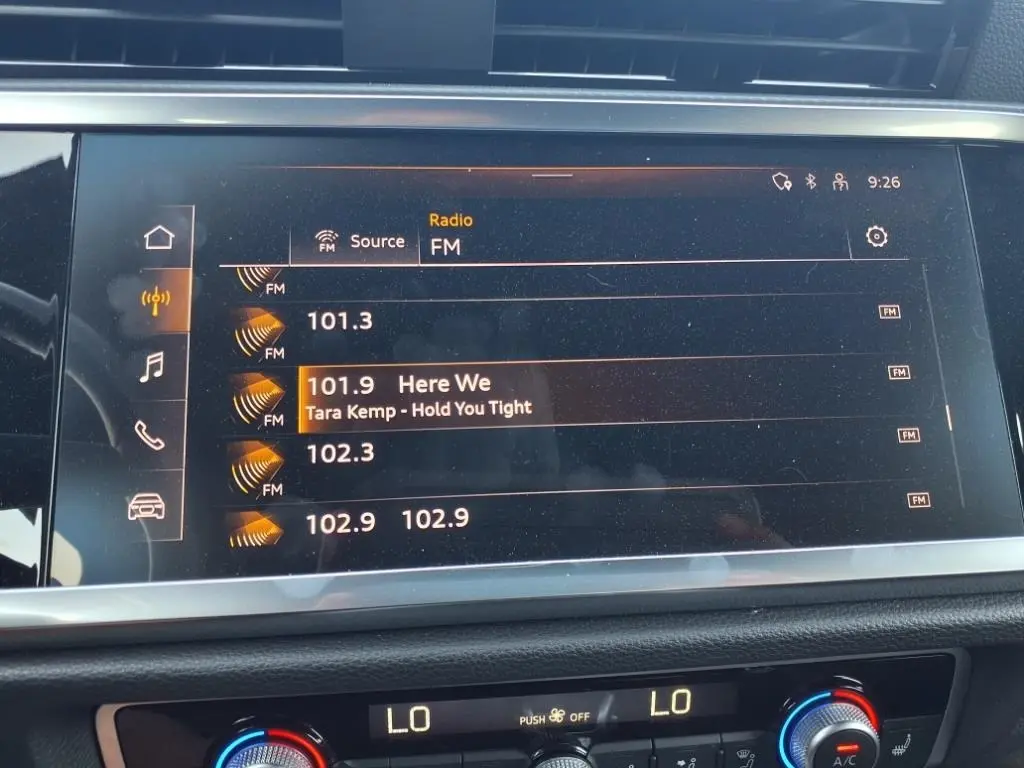 9:26
Radio
FM Source FM
FM
101.3 FM
FM
101.9 Here We FM
Tara Kemp - Hold You Tight
FM
102.3 FM
FM
102.9 102.9 FM
LO PUSH OFF LO
A/C